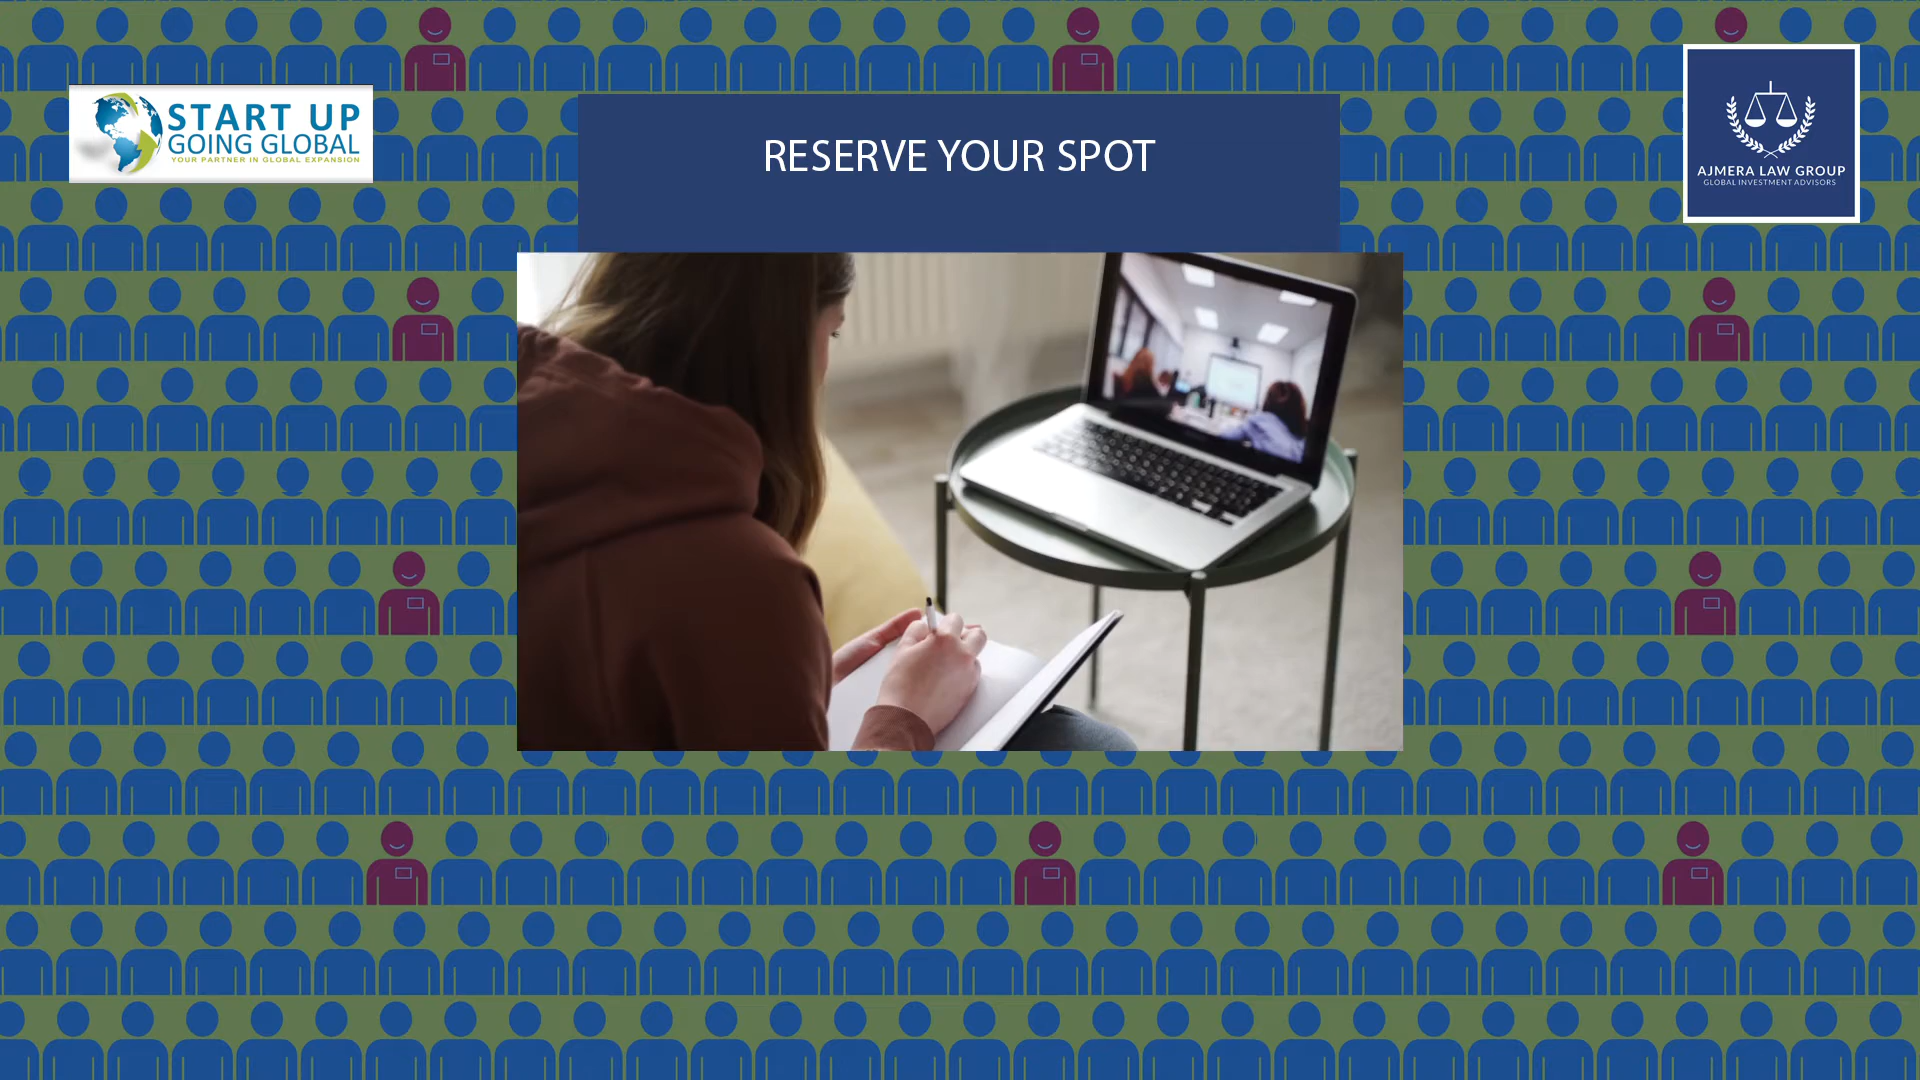 START UP
GOING GLOBAL
YOUR PARTNER IN GLOBAL EXPANSION
RESERVE YOUR SPOT
AJMERA LAW GROUP
GLOBAL INVESTMENT ADVISORS